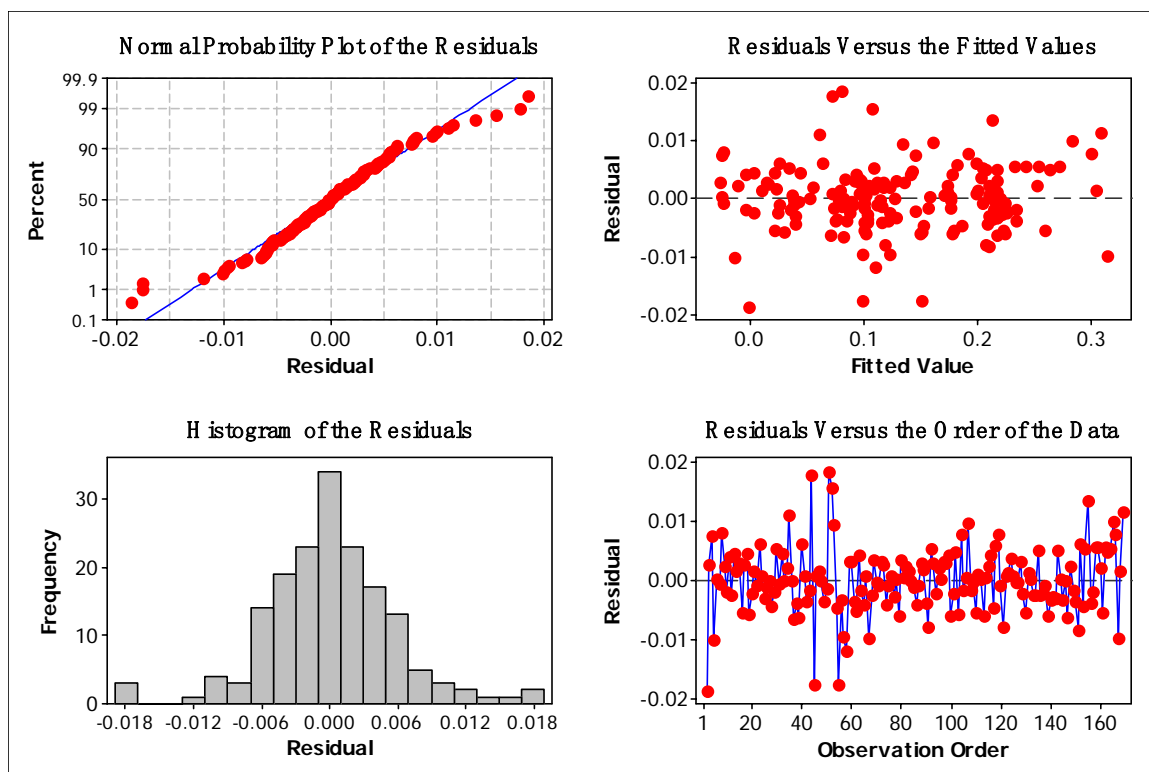 Normal Probability Plot of the Residuals
Percent
99.9
99
90
50
10
1
0.1
-0.02 -0.01 0.00 0.01 0.02
Residual
Residuals Versus the Fitted Values
Residual
0.02
0.01
0.00
-0.01
-0.02
0.0 0.1 0.2 0.3
Fitted Value
Histogram of the Residuals
Frequency
30
20
10
0
-0.018 -0.012 -0.006 0.000 0.006 0.012 0.018
Residual
Residuals Versus the Order of the Data
Residual
0.02
0.01
0.00
-0.01
-0.02
1 20 40 60 80 100 120 140 160
Observation Order